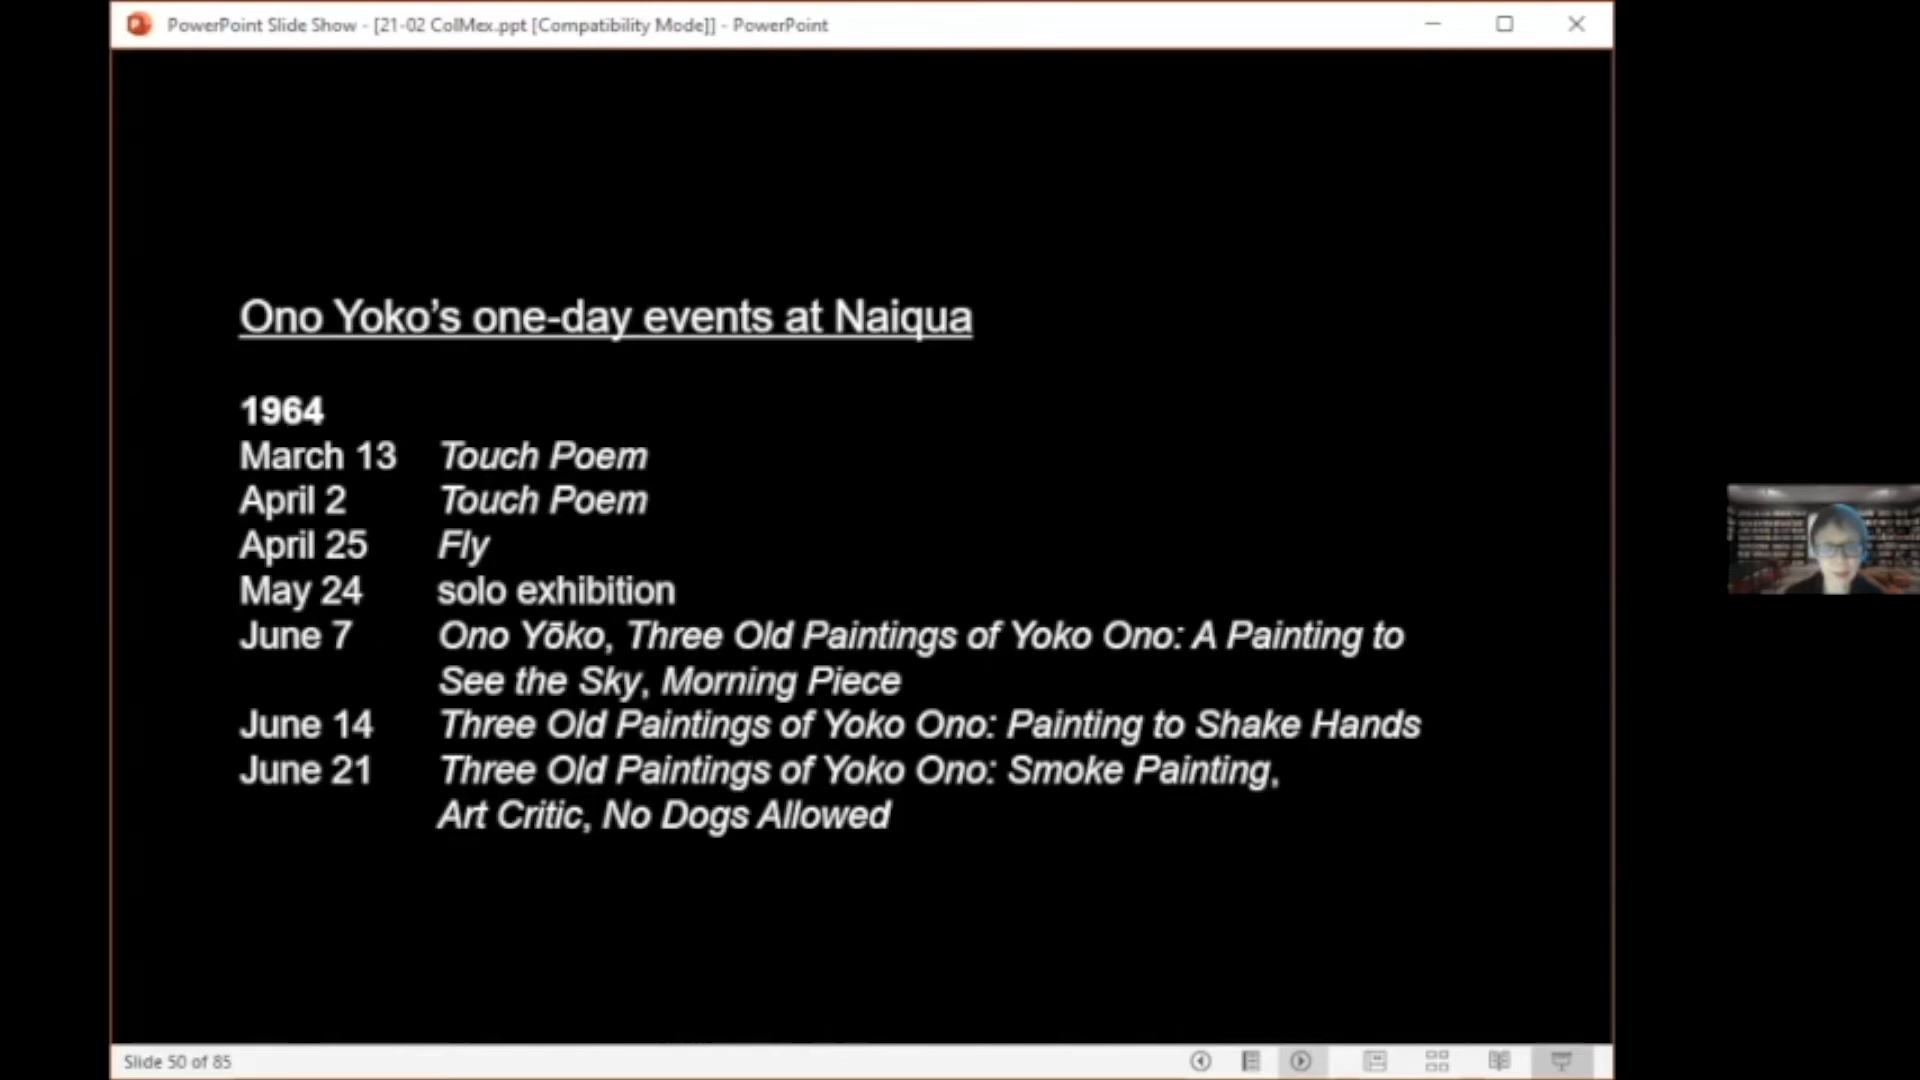 PowerPoint Slide Show - [21-02 ColMex.ppt [Compatibility Mode]] - PowerPoint
Ono Yoko’s one-day events at Naiqua
1964
March 13 Touch Poem
April 2 Touch Poem
April 25 Fly
May 24 solo exhibition
June 7 Ono Yōko, Three Old Paintings of Yoko Ono: A Painting to
See the Sky, Morning Piece
June 14 Three Old Paintings of Yoko Ono: Painting to Shake Hands
June 21 Three Old Paintings of Yoko Ono: Smoke Painting,
Art Critic, No Dogs Allowed
Slide 50 of 85